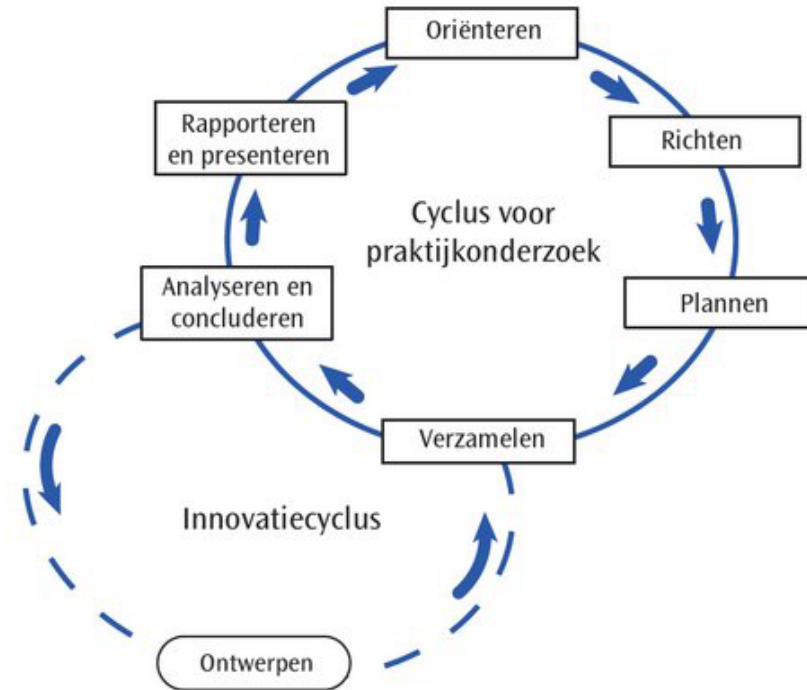 Oriënteren
Richten
Plannen
Verzamelen
Analyseren en
concluderen
Rapporteren
en presenteren
Cyclus voor
praktijkonderzoek
Innovatiecyclus
Ontwerpen